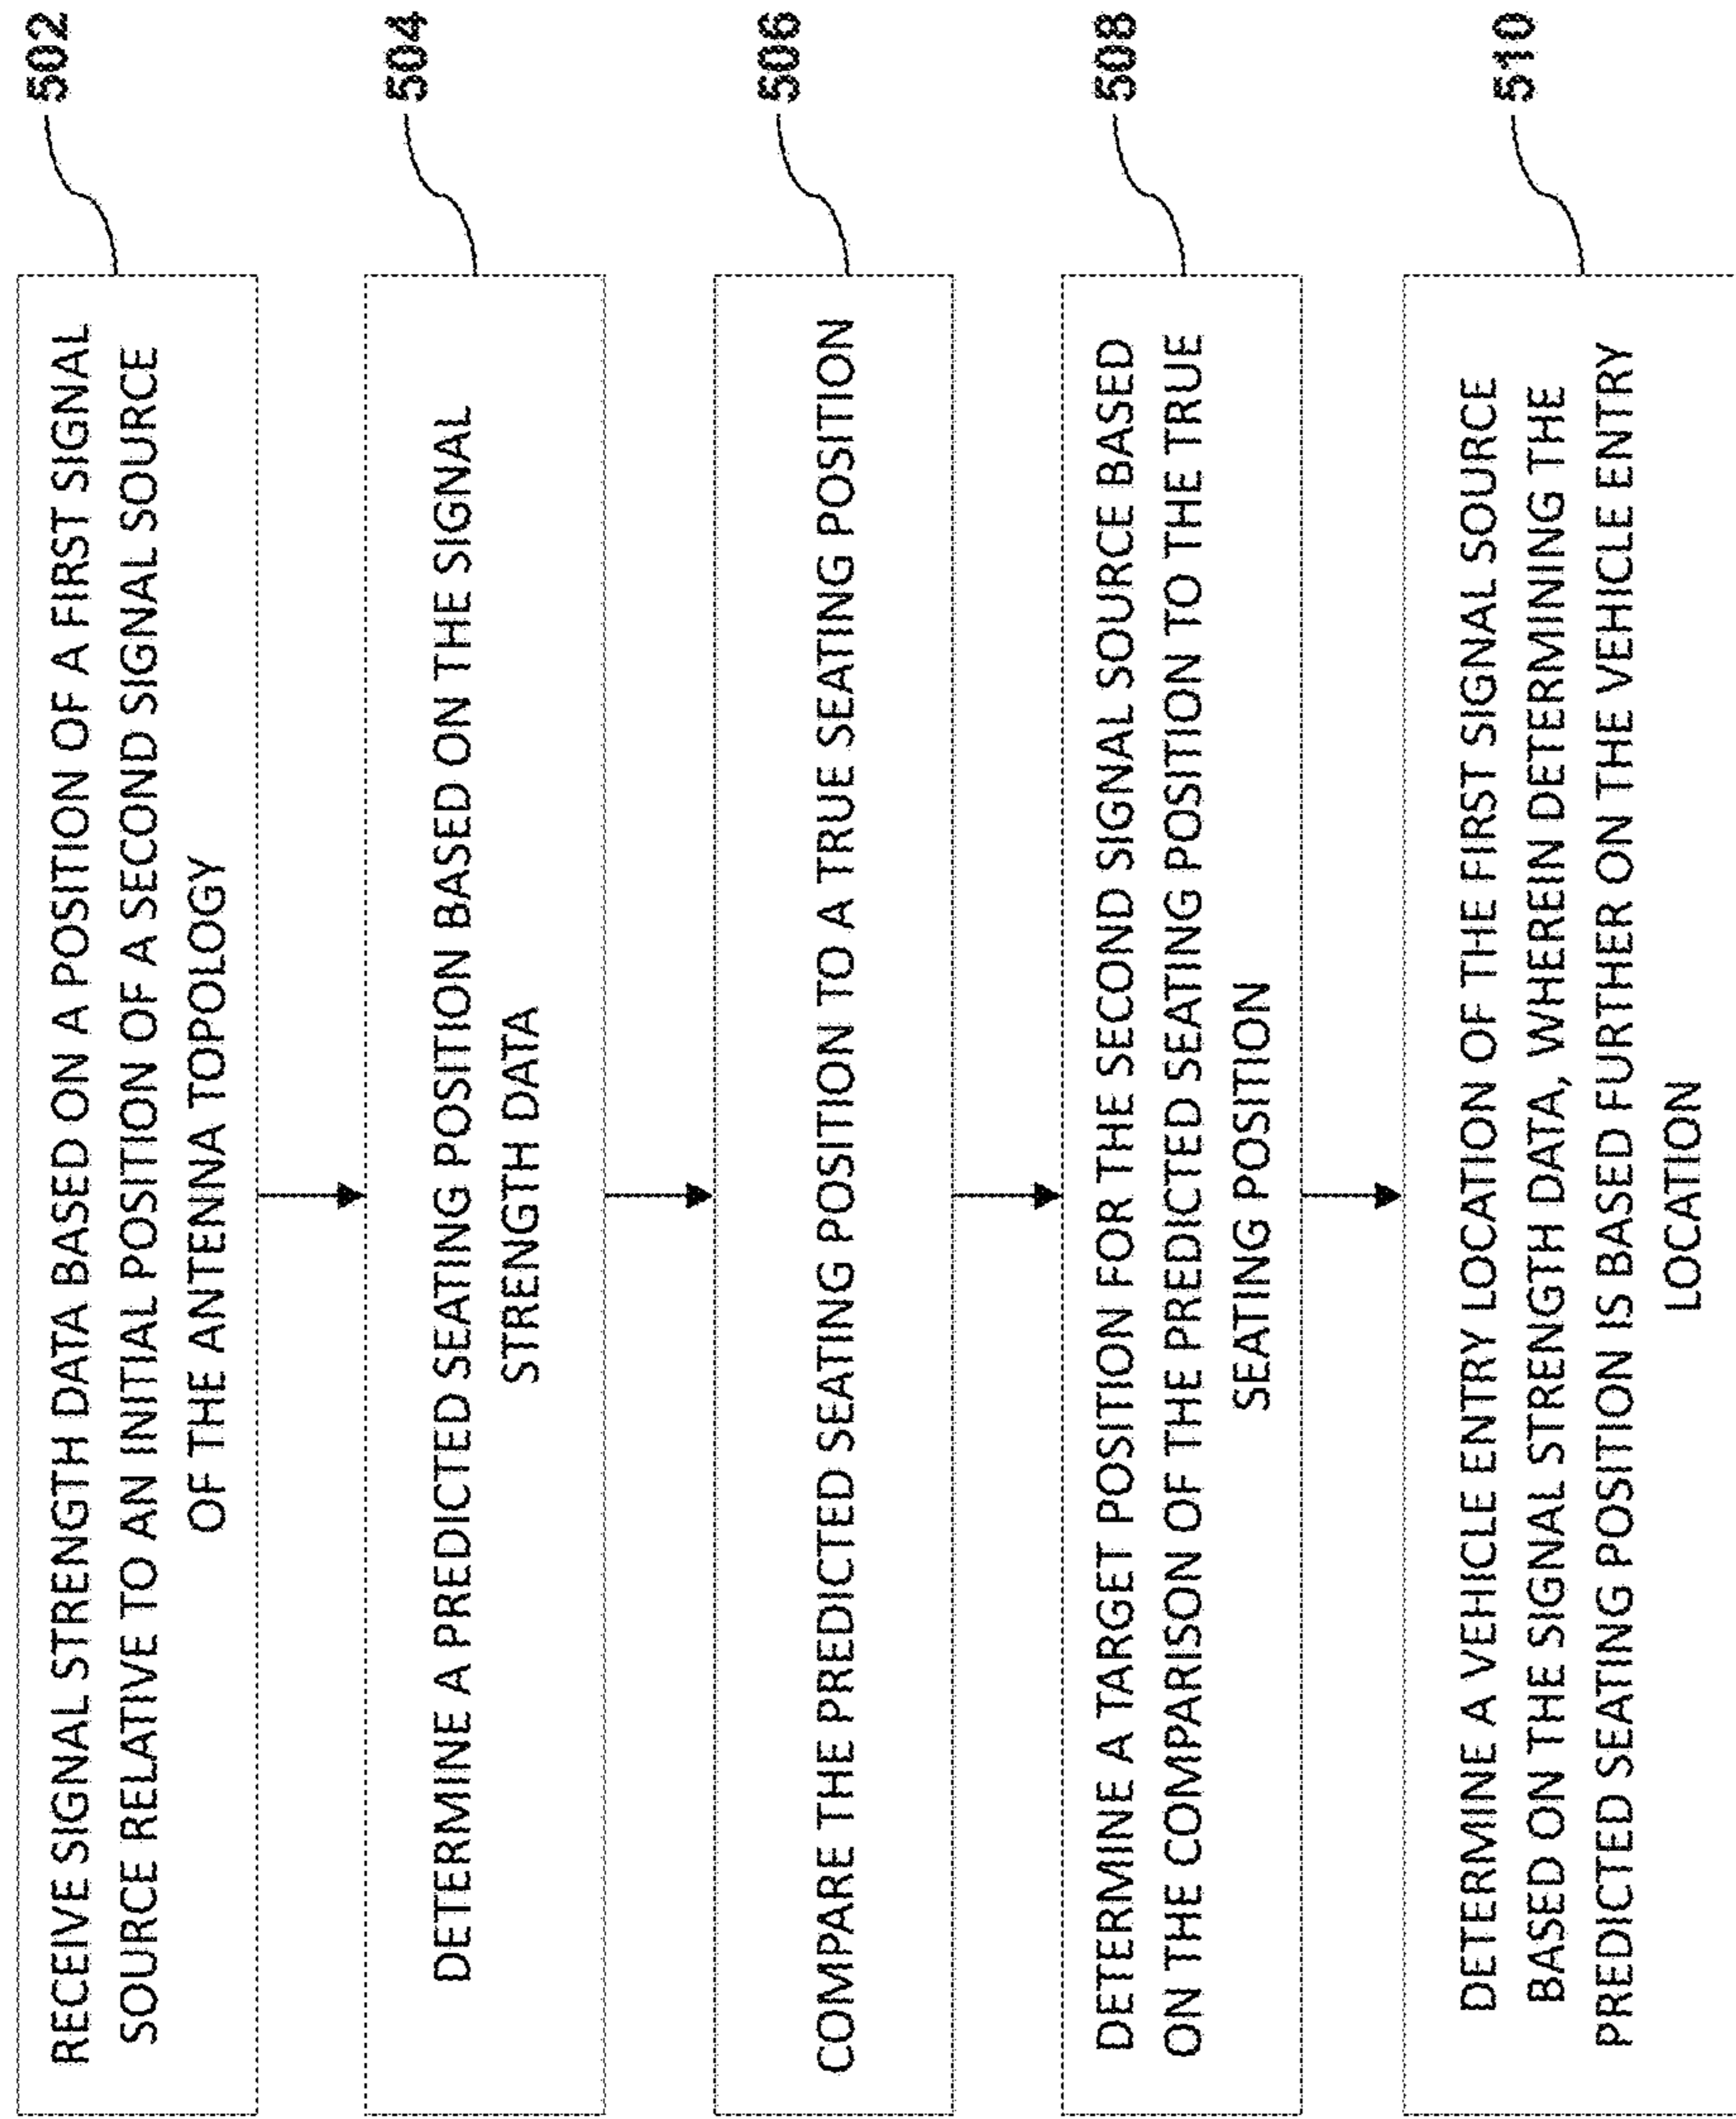 502
RECEIVE SIGNAL STRENGTH DATA BASED ON A POSITION OF A FIRST SIGNAL
SOURCE RELATIVE TO AN INITIAL POSITION OF A SECOND SIGNAL SOURCE
OF THE ANTENNA TOPOLOGY
504
DETERMINE A PREDICTED SEATING POSITION BASED ON THE SIGNAL
STRENGTH DATA
506
COMPARE THE PREDICTED SEATING POSITION TO A TRUE SEATING POSITION
508
DETERMINE A TARGET POSITION FOR THE SECOND SIGNAL SOURCE BASED
ON THE COMPARISON OF THE PREDICTED SEATING POSITION TO THE TRUE
SEATING POSITION
510
DETERMINE A VEHICLE ENTRY LOCATION OF THE FIRST SIGNAL SOURCE
BASED ON THE SIGNAL STRENGTH DATA, WHEREIN DETERMINING THE
PREDICTED SEATING POSITION IS BASED FURTHER ON THE VEHICLE ENTRY
LOCATION